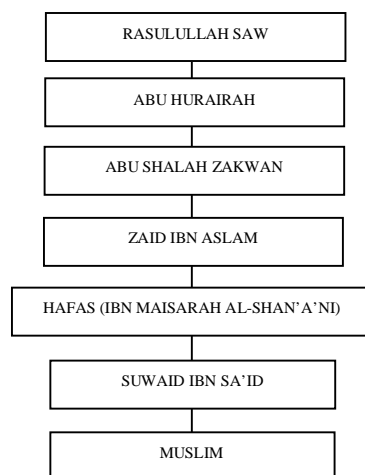 RASULULLAH SAW
ABU HURAIRAH
ABU SHALAH ZAKWAN
ZAID IBN ASLAM
HAFAS (IBN MAISARAH AL-SHAN’A’NI)
SUWAID IBN SA’ID
MUSLIM